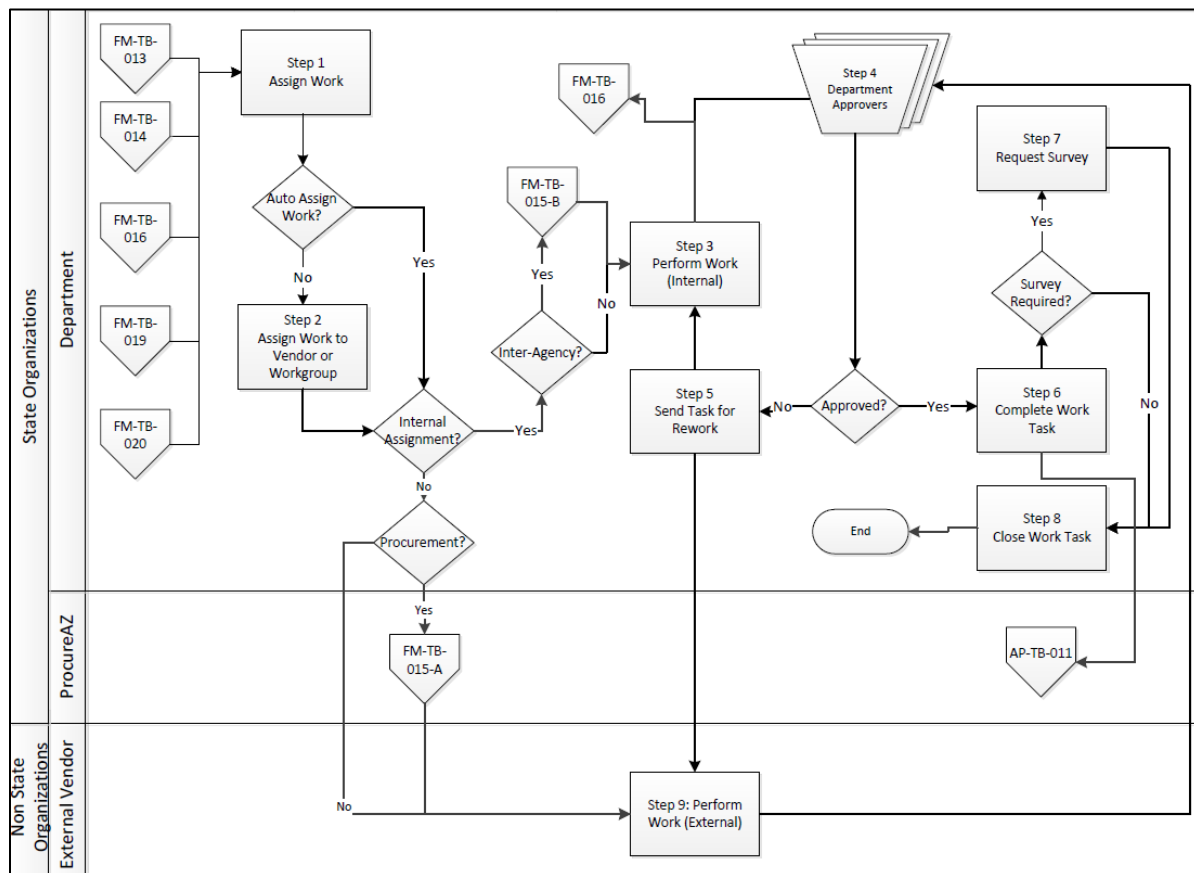 State Organizations
Department
FM-TB-
013
FM-TB-
014
FM-TB-
016
FM-TB-
019
FM-TB-
020
Step 1
Assign Work
Auto Assign
Work?
No
Yes
Step 2
Assign Work to
Vendor or
Workgroup
Internal
Assignment?
Yes
No
Procurement?
Yes
No
Inter-Agency?
Yes
No
FM-TB-
015-B
FM-TB-
016
Step 3
Perform Work
(Internal)
Step 4
Department
Approvers
Approved?
No
Yes
Step 5
Send Task for
Rework
Step 6
Complete Work
Task
Survey
Required?
Yes
No
Step 7
Request Survey
Step 8
Close Work Task
End
ProcureAZ
FM-TB-
015-A
AP-TB-011
Non State
Organizations
External Vendor
Step 9: Perform
Work (External)